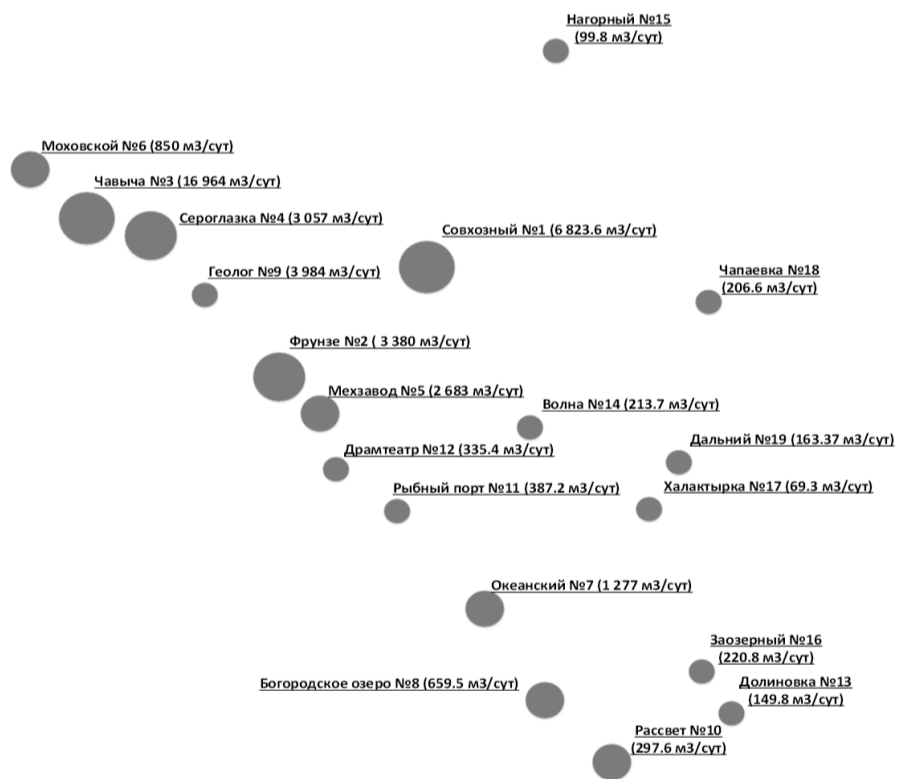 Нагорный №15
(99.8 м3/сут)
Моховской №6 (850 м3/сут)
Чавыча №3 (16 964 м3/сут)
Сероглазка №4 (3 057 м3/сут)
Совхозный №1 (6 823.6 м3/сут)
Геолог №9 (3 984 м3/сут)
Чапаевка №18
(206.6 м3/сут)
Фрунзе №2 ( 3 380 м3/сут)
Мехзавод №5 (2 683 м3/сут)
Волна №14 (213.7 м3/сут)
Драмтеатр №12 (335.4 м3/сут)
Дальний №19 (163.37 м3/сут)
Рыбный порт №11 (387.2 м3/сут)
Халактырка №17 (69.3 м3/сут)
Океанский №7 (1 277 м3/сут)
Заозерный №16
(220.8 м3/сут)
Богородское озеро №8 (659.5 м3/сут)
Долиновка №13
(149.8 м3/сут)
Рассвет №10
(297.6 м3/сут)